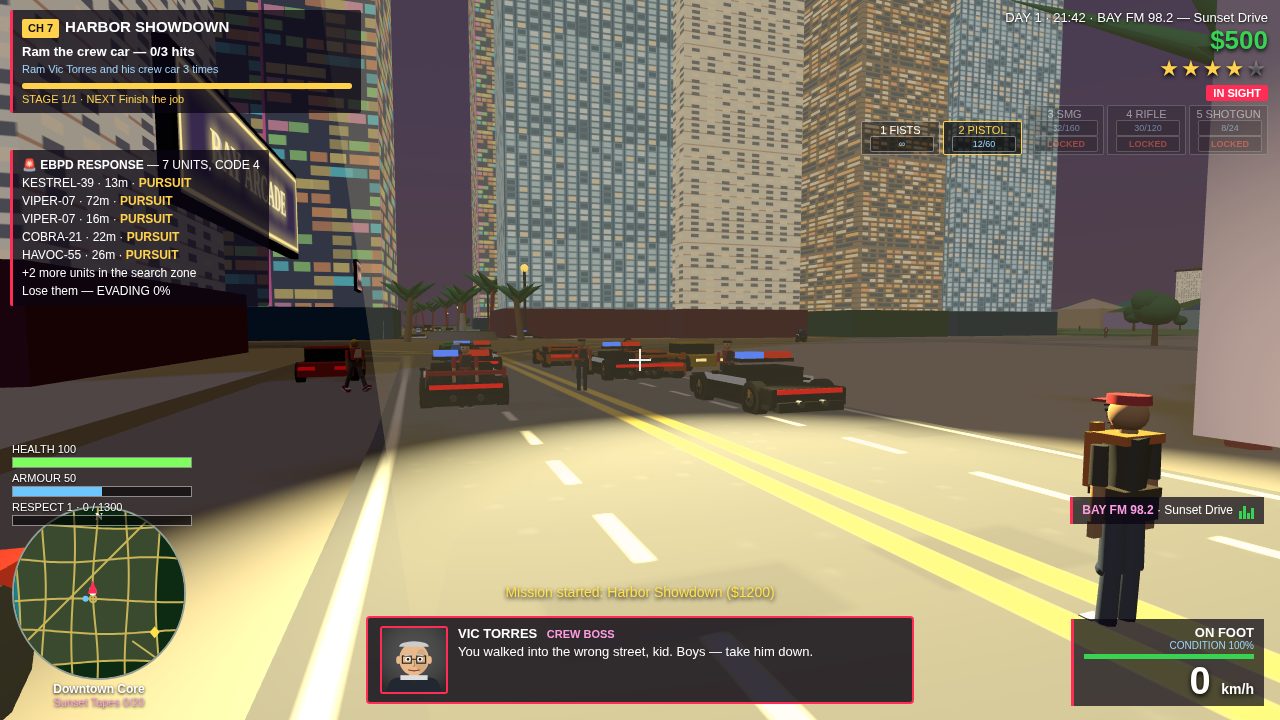 CH 7 HARBOR SHOWDOWN
Ram the crew car — 0/3 hits
Ram Vic Torres and his crew car 3 times
STAGE 1/1 · NEXT Finish the job
DAY 1 · 21:42 · BAY FM 98.2 — Sunset Drive
$500
IN SIGHT
1 FISTS
∞
2 PISTOL
12/60
3 SMG
32/160
LOCKED
4 RIFLE
30/120
LOCKED
5 SHOTGUN
8/24
LOCKED
🚨 EBPD RESPONSE — 7 UNITS, CODE 4
KESTREL-39 · 13m · PURSUIT
VIPER-07 · 72m · PURSUIT
VIPER-07 · 16m · PURSUIT
COBRA-21 · 22m · PURSUIT
HAVOC-55 · 26m · PURSUIT
+2 more units in the search zone
Lose them — EVADING 0%
HEALTH 100
ARMOUR 50
RESPECT 1 · 0 / 1300
N
Downtown Core
Sunset Tapes 0/20
BAY FM 98.2 · Sunset Drive
Mission started: Harbor Showdown ($1200)
VIC TORRES CREW BOSS
You walked into the wrong street, kid. Boys — take him down.
ON FOOT
CONDITION 100%
0 km/h